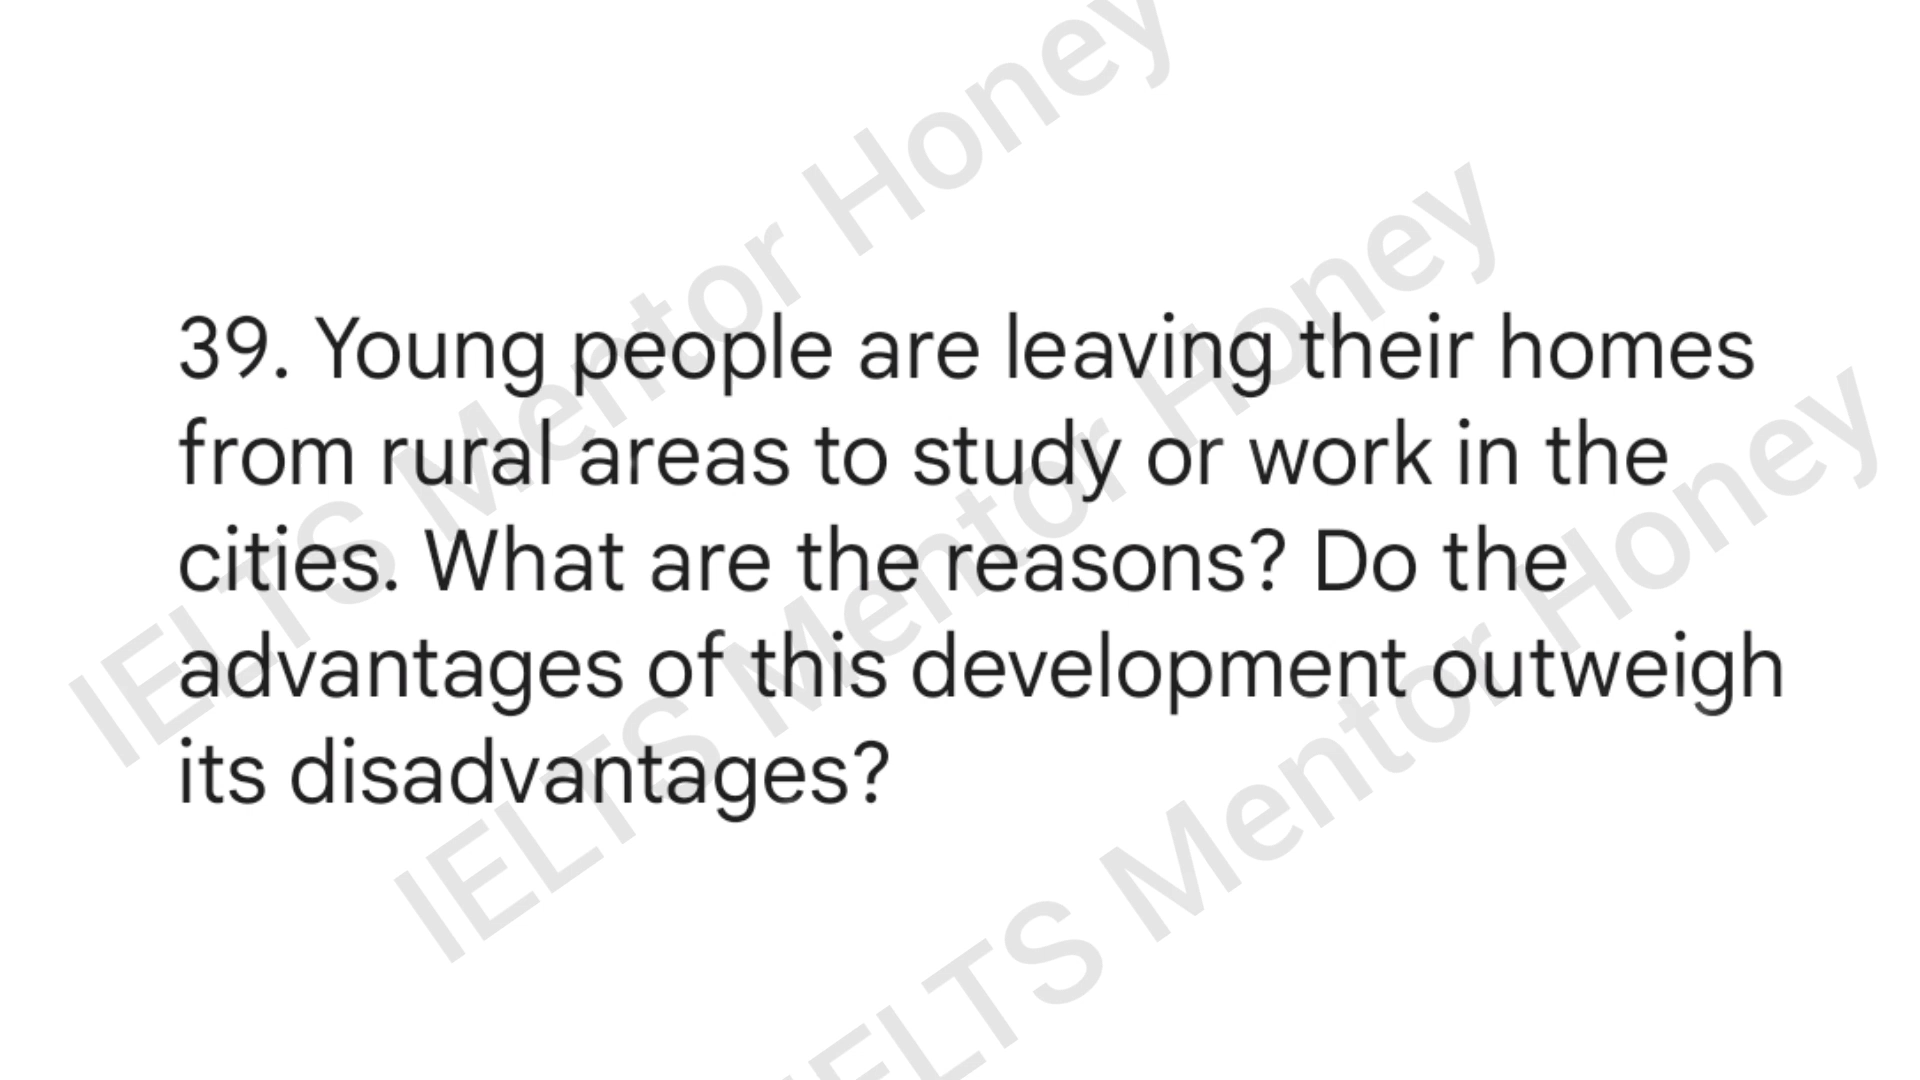 39. Young people are leaving their homes
from rural areas to study or work in the
cities. What are the reasons? Do the
advantages of this development outweigh
its disadvantages?
IELTS Mentor Honey
IELTS Mentor Honey
IELTS Mentor Honey